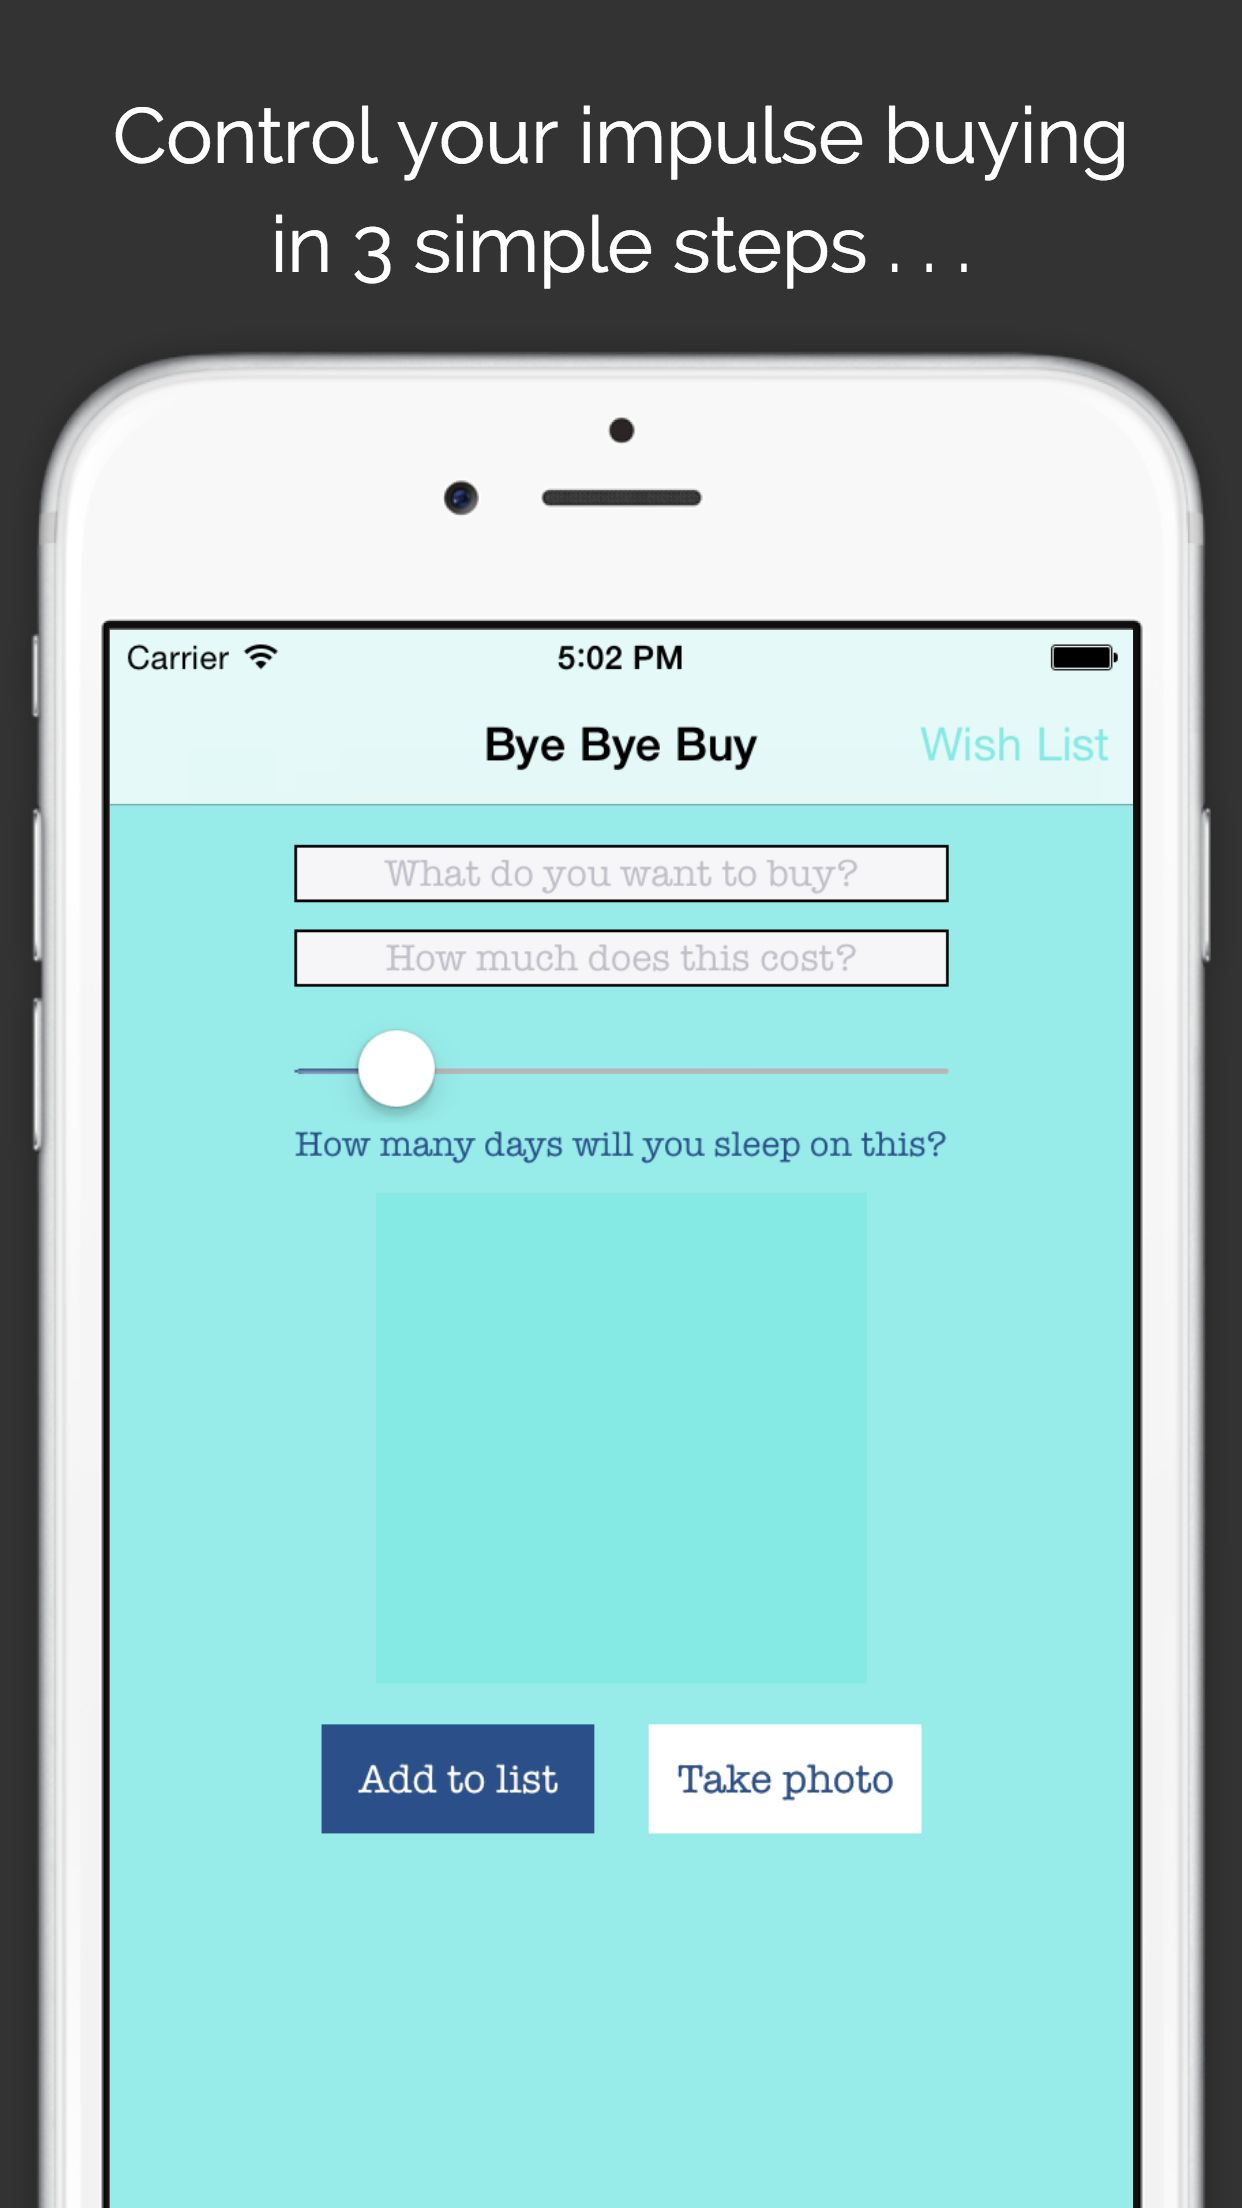 Control your impulse buying
in 3 simple steps . . .
Carrier 5:02 PM
Bye Bye Buy Wish List
What do you want to buy?
How much does this cost?
How many days will you sleep on this?
Add to list Take photo